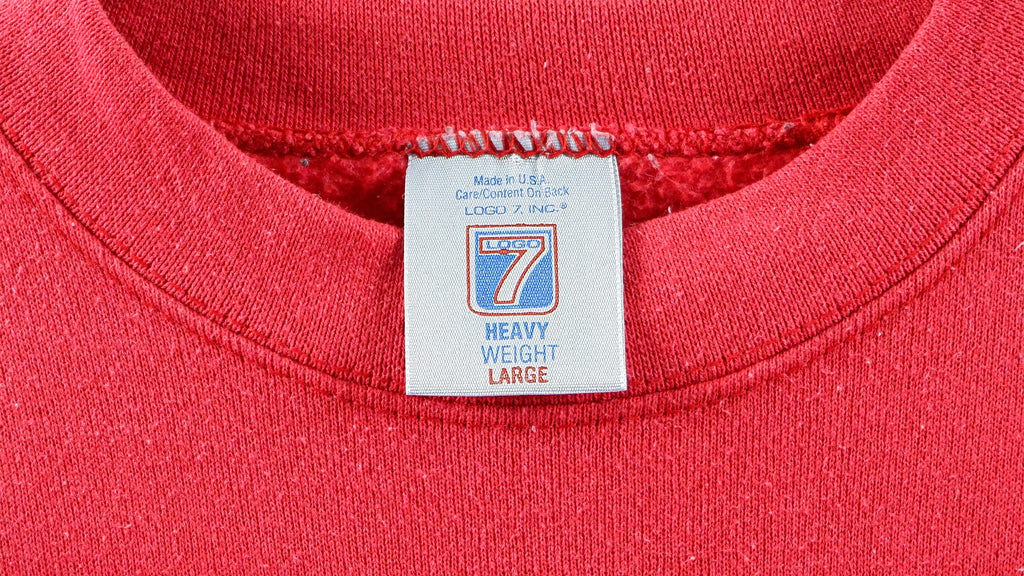 Made in U.S.A.
Care/Content On Back
LOGO 7, INC.®
LOGO
7
HEAVY
WEIGHT
LARGE